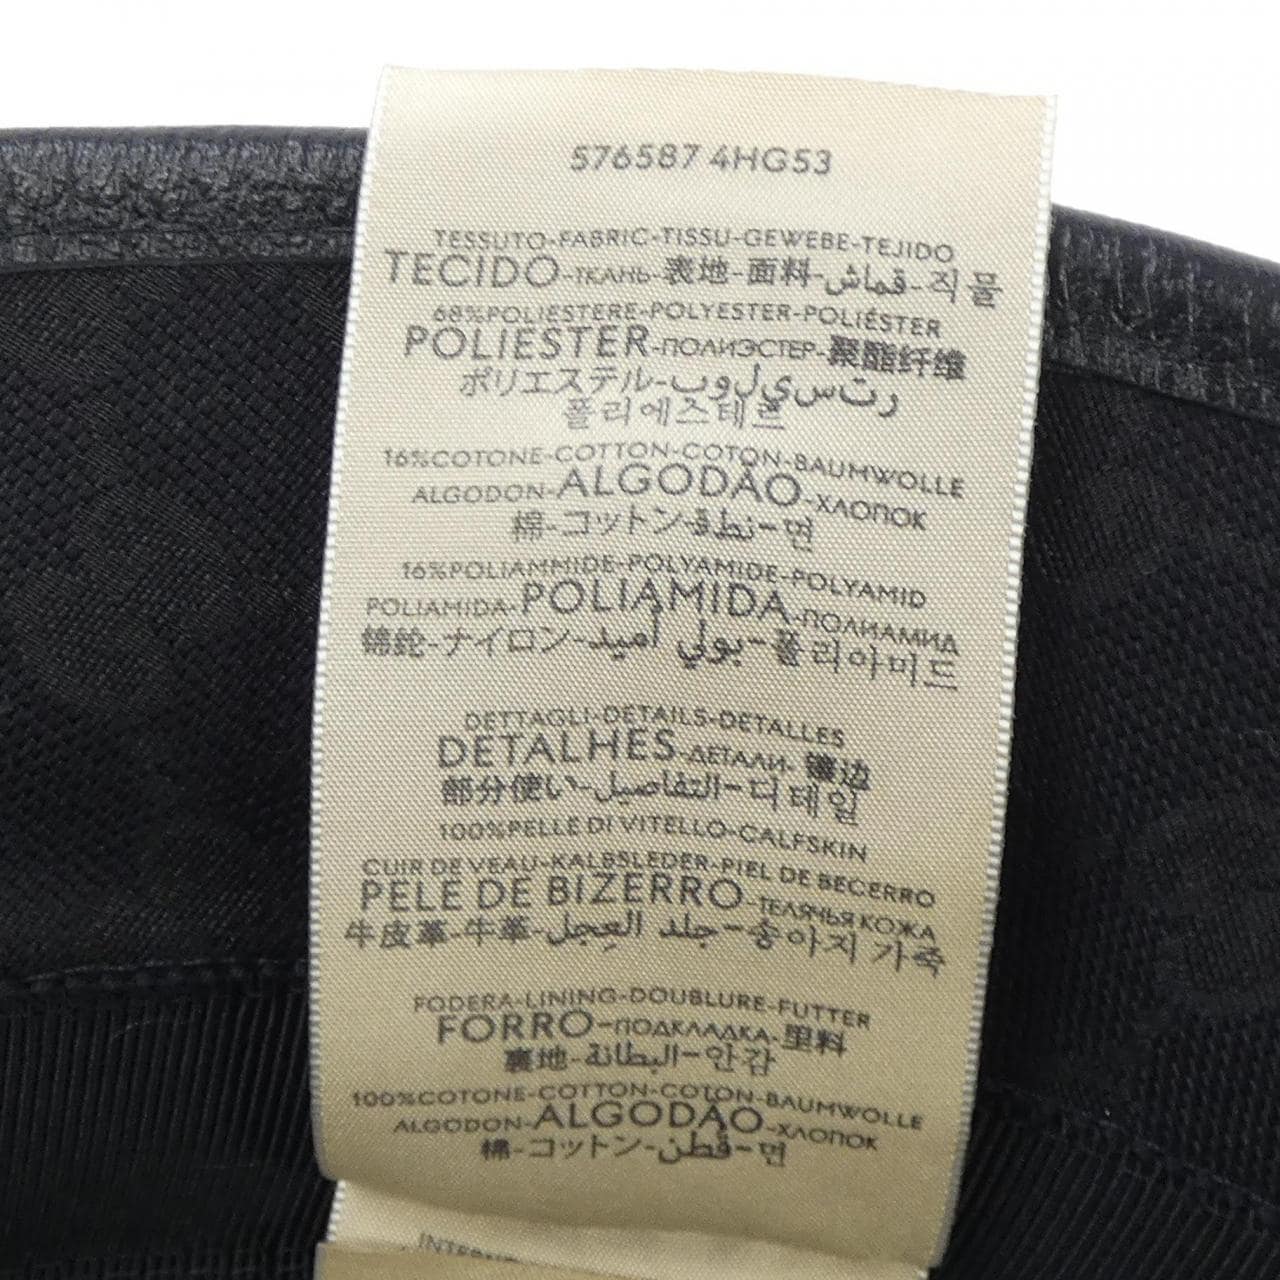 576587 4HG53
TESSUTO-FABRIC-TISSU-GEWEBE-TEJIDO
TECIDO-ТКАНЬ-表地-面料-قماش-직물
68%POLIESTERE-POLYESTER-POLIÉSTER
POLIESTER-ПОЛИЭСТЕР-聚酯纤维
ポリエステル-بوليستر
폴리에스테르
16%COTONE-COTTON-COTON-BAUMWOLLE
ALGODON-ALGODÃO-ХЛОПОК
棉-コットン-قطن-면
16%POLIAMMIDE-POLYAMIDE-POLYAMID
POLIAMIDA-POLIAMIDA-ПОЛИАМИД
锦纶-ナイロン-بولي أميد-폴리아미드
DETTAGLI-DETAILS-DETALLES
DETALHES-ДЕТАЛИ-镶边
部分使い-التفاصيل-디테일
100%PELLE DI VITELLO-CALFSKIN
CUIR DE VEAU-KALBSLEDER-PIEL DE BECERRO
PELE DE BIZERRO-ТЕЛЯЧЬЯ КОЖА
牛皮革-牛革-جلد العجل-송아지 가죽
FODERA-LINING-DOUBLURE-FUTTER
FORRO-ПОДКЛАДКА-里料
裏地-البطانة-안감
100%COTONE-COTTON-COTON-BAUMWOLLE
ALGODON-ALGODÃO-ХЛОПОК
棉-コットン-قطن-면